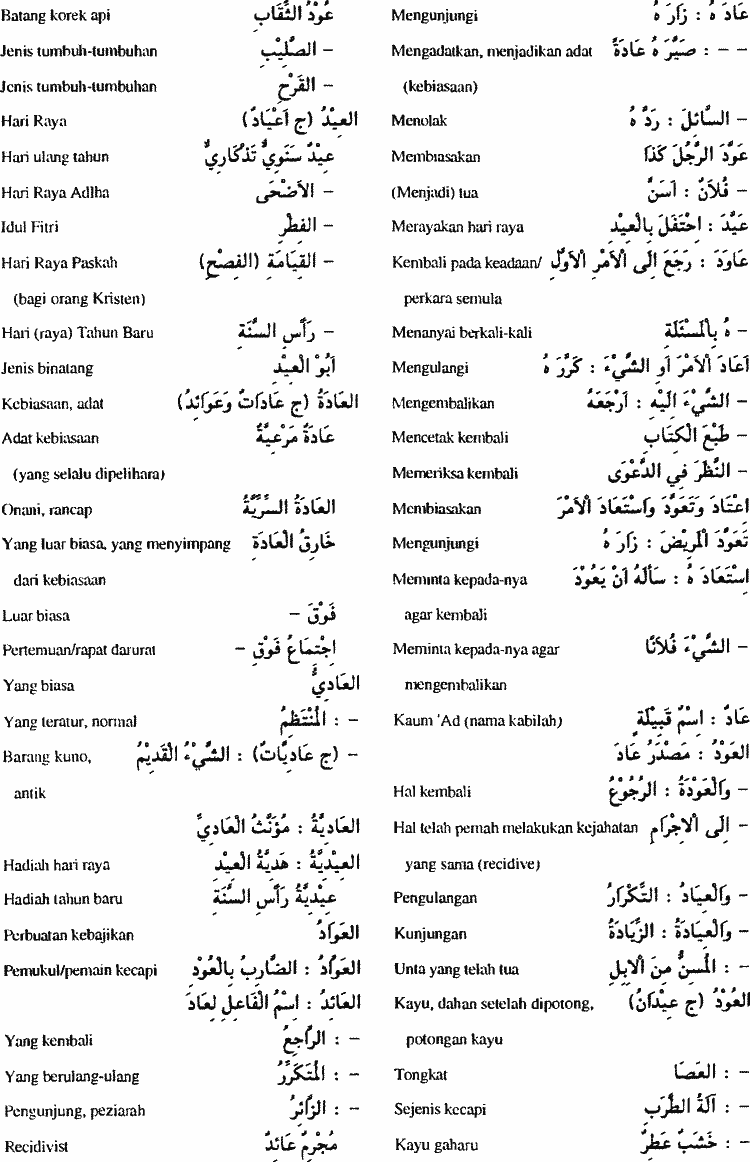 عَادَ هُ : زَارَ هُ Mengunjungi
- - : صَيَّرَ هُ عَادَةً Mengadatkan, menjadikan adat
(kebiasaan)
- السَّائِلَ : رَدَّ هُ Menolak
عَوَّدَ الرَّجُلَ كَذَا Membiasakan
- فُلَانٌ : اَسَنَّ (Menjadi) tua
عَيَّدَ : احْتَفَلَ بِالْعِيْدِ Merayakan hari raya
عَاوَدَ : رَجَعَ اِلَى الْاَمْرِ الْاَوَّلِ Kembali pada keadaan/
perkara semula
- هُ بِالْمَسْئَلَةِ Menanyai berkali-kali
اَعَادَ الْاَمْرَ اَوِ الشَّيْءَ : كَرَّرَ هُ Mengulangi
- الشَّيْءَ اِلَيْهِ : اَرْجَعَهُ Mengembalikan
- طَبْعَ الْكِتَابِ Mencetak kembali
- النَّظَرَ فِي الدَّعْوَى Memeriksa kembali
اعْتَادَ وَتَعَوَّدَ وَاسْتَعَادَ الْاَمْرَ Membiasakan
تَعَوَّدَ الْمَرِيْضَ : زَارَ هُ Mengunjungi
اسْتَعَادَ هُ : سَأَلَهُ اَنْ يَعُوْدَ Meminta kepada-nya
agar kembali
- الشَّيْءَ فُلَانًا Meminta kepada-nya agar
mengembalikan
عَادٌ : اسْمُ قَبِيْلَةٍ Kaum 'Ad (nama kabilah)
العَوْدُ : مَصْدَرُ عَادَ
- وَالْعَوْدَةُ : الرُّجُوْعُ Hal kembali
- اِلَى الْاِجْرَامِ Hal telah pernah melakukan kejahatan
yang sama (recidive)
- وَالْعِيَادُ : التَّكْرَارُ Pengulangan
- وَالْعِيَادَةُ : الزِّيَادَةُ Kunjungan
- : الْمُسِنُّ مِنَ الْاِبِلِ Unta yang telah tua
العُوْدُ (ج عِيْدَانٌ) Kayu, dahan setelah dipotong,
potongan kayu
- : العَصَا Tongkat
- : آلَةُ الطَّرَبِ Sejenis kecapi
- : خَشَبٌ عَطِرٌ Kayu gaharu
عُوْدُ الثِّقَابِ Batang korek api
- الصَّلِيْبِ Jenis tumbuh-tumbuhan
- القَرْحِ Jenis tumbuh-tumbuhan
العِيْدُ (ج اَعْيَادٌ) Hari Raya
عِيْدٌ سَنَوِيٌّ تَذْكَارِيٌّ Hari ulang tahun
- الاَضْحَى Hari Raya Adlha
- الفِطْرِ Idul Fitri
- القِيَامَةِ (الفِصْحِ) Hari Raya Paskah
(bagi orang Kristen)
- رَأْسِ السَّنَةِ Hari (raya) Tahun Baru
اَبُوْ الْعِيْدِ Jenis binatang
العَادَةُ (ج عَادَاتٌ وَعَوَائِدُ) Kebiasaan, adat
عَادَةٌ مَرْعِيَّةٌ Adat kebiasaan
(yang selalu dipelihara)
العَادَةُ السِّرِّيَّةُ Onani, rancap
خَارِقُ الْعَادَةِ Yang luar biasa, yang menyimpang
dari kebiasaan
فَوْقَ - Luar biasa
اجْتِمَاعُ فَوْقَ - Pertemuan/rapat darurat
العَادِيُّ Yang biasa
- : الْمُنْتَظِمُ Yang teratur, normal
- (ج عَادِيَّاتٌ) : الشَّيْءُ الْقَدِيْمُ Barang kuno,
antik
العَادِيَّةُ : مُؤَنَّثُ الْعَادِيِّ
العِيْدِيَّةُ : هَدِيَّةُ الْعِيْدِ Hadiah hari raya
عِيْدِيَّةُ رَأْسِ السَّنَةِ Hadiah tahun baru
العَوَادُ Perbuatan kebajikan
العَوَّادُ : الضَّارِبُ بِالْعُوْدِ Pemukul/pemain kecapi
العَائِدُ : اسْمُ الْفَاعِلِ لِعَادَ
- : الرَّاجِعُ Yang kembali
- : الْمُتَكَرِّرُ Yang berulang-ulang
- : الزَّائِرُ Pengunjung, peziarah
مُجْرِمٌ عَائِدٌ Recidivist